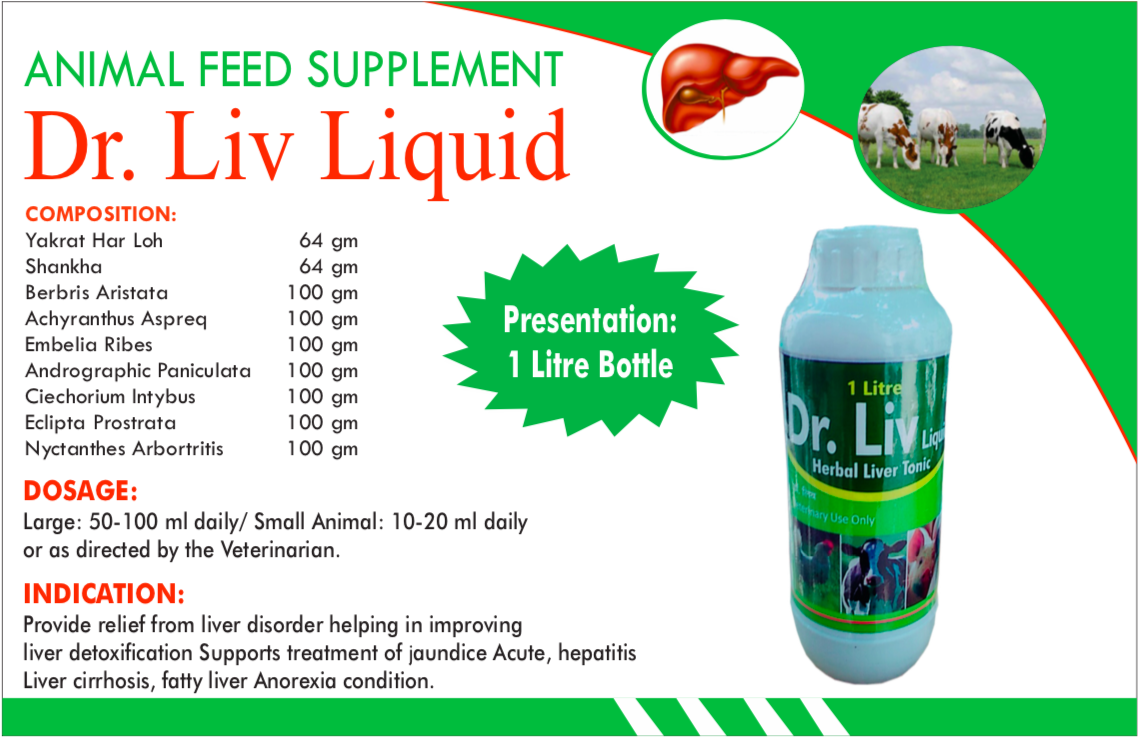 ANIMAL FEED SUPPLEMENT
Dr. Liv Liquid
COMPOSITION:
Yakrat Har Loh 64 gm
Shankha 64 gm
Berbris Aristata 100 gm
Achyranthus Aspreq 100 gm
Embelia Ribes 100 gm
Andrographic Paniculata 100 gm
Ciechorium Intybus 100 gm
Eclipta Prostrata 100 gm
Nyctanthes Arbortritis 100 gm
Presentation:
1 Litre Bottle
1 Litre
Dr. Liv
Herbal Liver Tonic
Use Only
DOSAGE:
Large: 50-100 ml daily/ Small Animal: 10-20 ml daily
or as directed by the Veterinarian.
INDICATION:
Provide relief from liver disorder helping in improving
liver detoxification Supports treatment of jaundice Acute, hepatitis
Liver cirrhosis, fatty liver Anorexia condition.